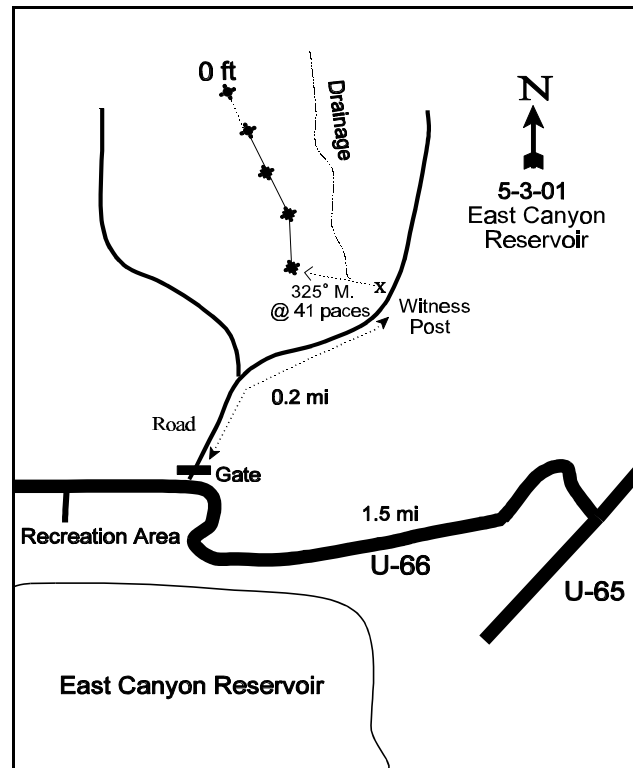 0 ft
Drainage
N
5-3-01
East Canyon
Reservoir
325° M.
@ 41 paces
x
Witness
Post
0.2 mi
Road
Gate
Recreation Area
1.5 mi
U-66
U-65
East Canyon Reservoir